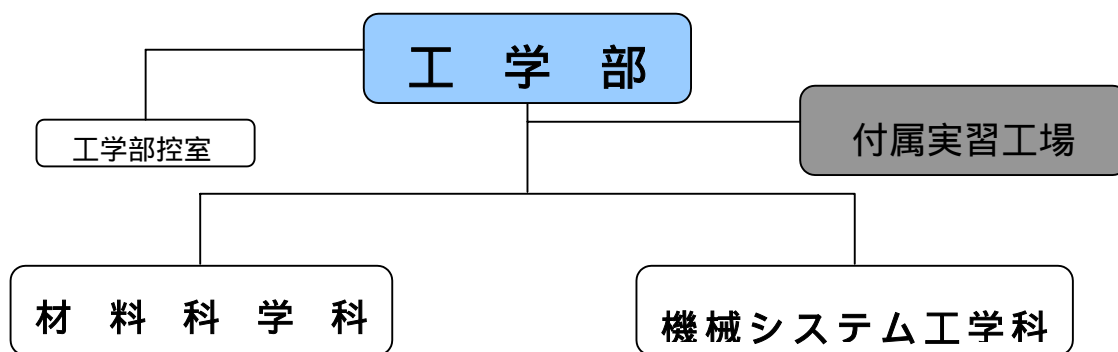 工学部
付属実習工場
工学部控室
材料科学科
機械システム工学科